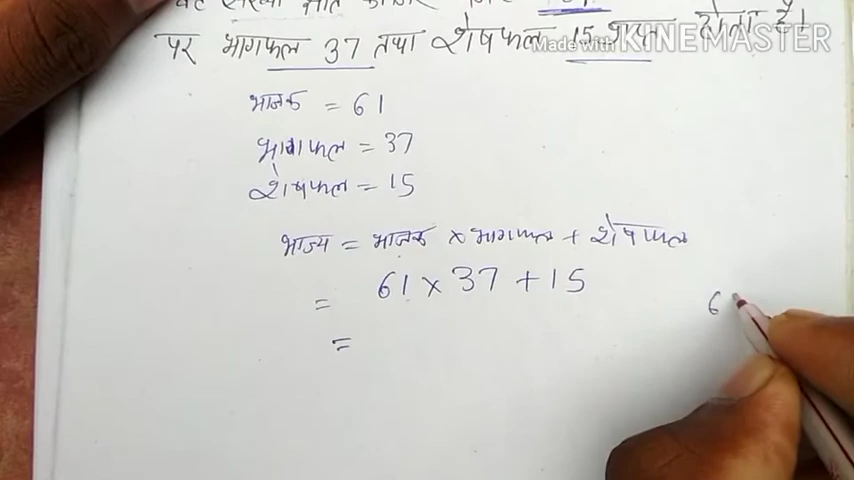 वह संख्या ज्ञात
पर भागफल 37 तथा शेषफल 15 प्राप्त होता है।
Made with KINEMASTER
भाजक = 61
भागफल = 37
शेषफल = 15
भाज्य = भाजक × भागफल + शेषफल
= 61 × 37 + 15
=
6